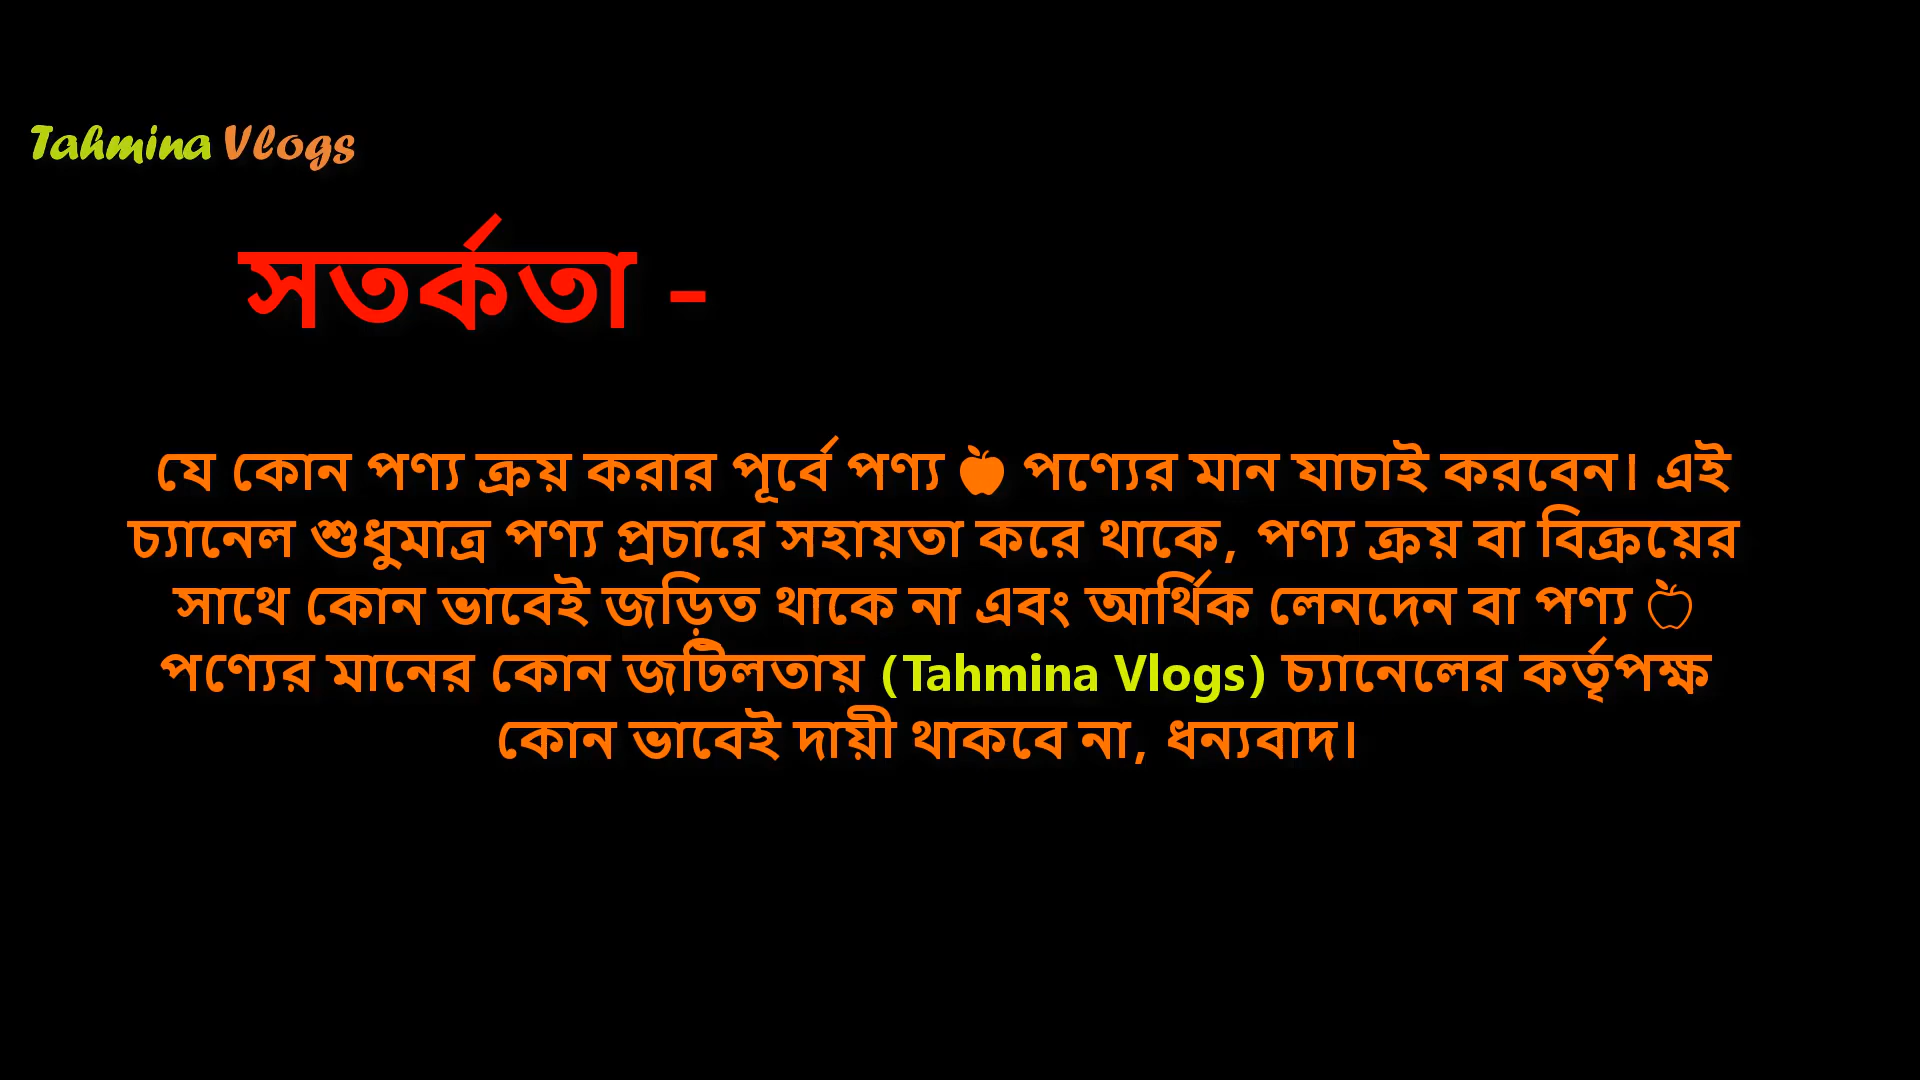 Tahmina Vlogs
সতর্কতা -
যে কোন পণ্য ক্রয় করার পূর্বে পণ্য 🍎 পণ্যের মান যাচাই করবেন। এই
চ্যানেল শুধুমাত্র পণ্য প্রচারে সহায়তা করে থাকে, পণ্য ক্রয় বা বিক্রয়ের
সাথে কোন ভাবেই জড়িত থাকে না এবং আর্থিক লেনদেন বা পণ্য 🍎
পণ্যের মানের কোন জটিলতায় (Tahmina Vlogs) চ্যানেলের কর্তৃপক্ষ
কোন ভাবেই দায়ী থাকবে না, ধন্যবাদ।